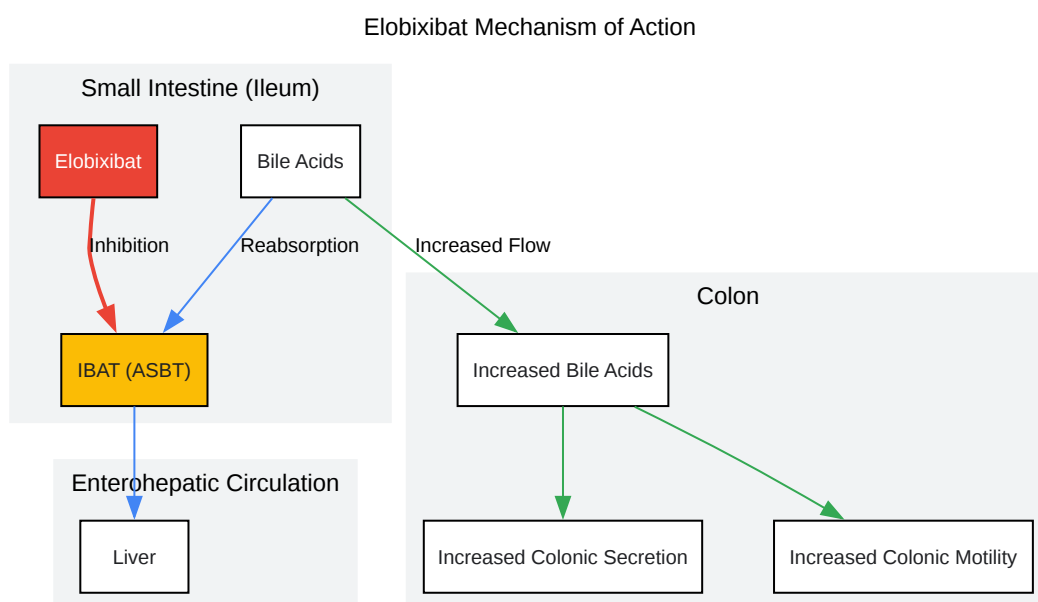 Elobixibat Mechanism of Action
Small Intestine (Ileum)
Elobixibat
Bile Acids
Inhibition
Reabsorption
Increased Flow
Colon
IBAT (ASBT)
Increased Bile Acids
Enterohepatic Circulation
Liver
Increased Colonic Secretion
Increased Colonic Motility